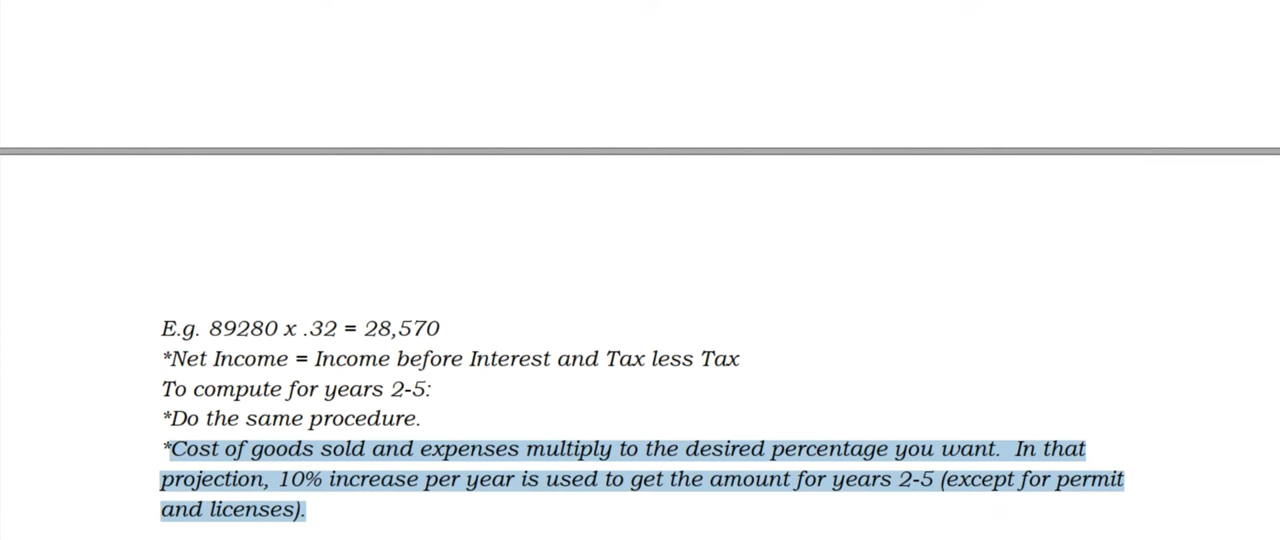 E.g. 89280 x .32 = 28,570
*Net Income = Income before Interest and Tax less Tax
To compute for years 2-5:
*Do the same procedure.
*Cost of goods sold and expenses multiply to the desired percentage you want.  In that
projection, 10% increase per year is used to get the amount for years 2-5 (except for permit
and licenses).